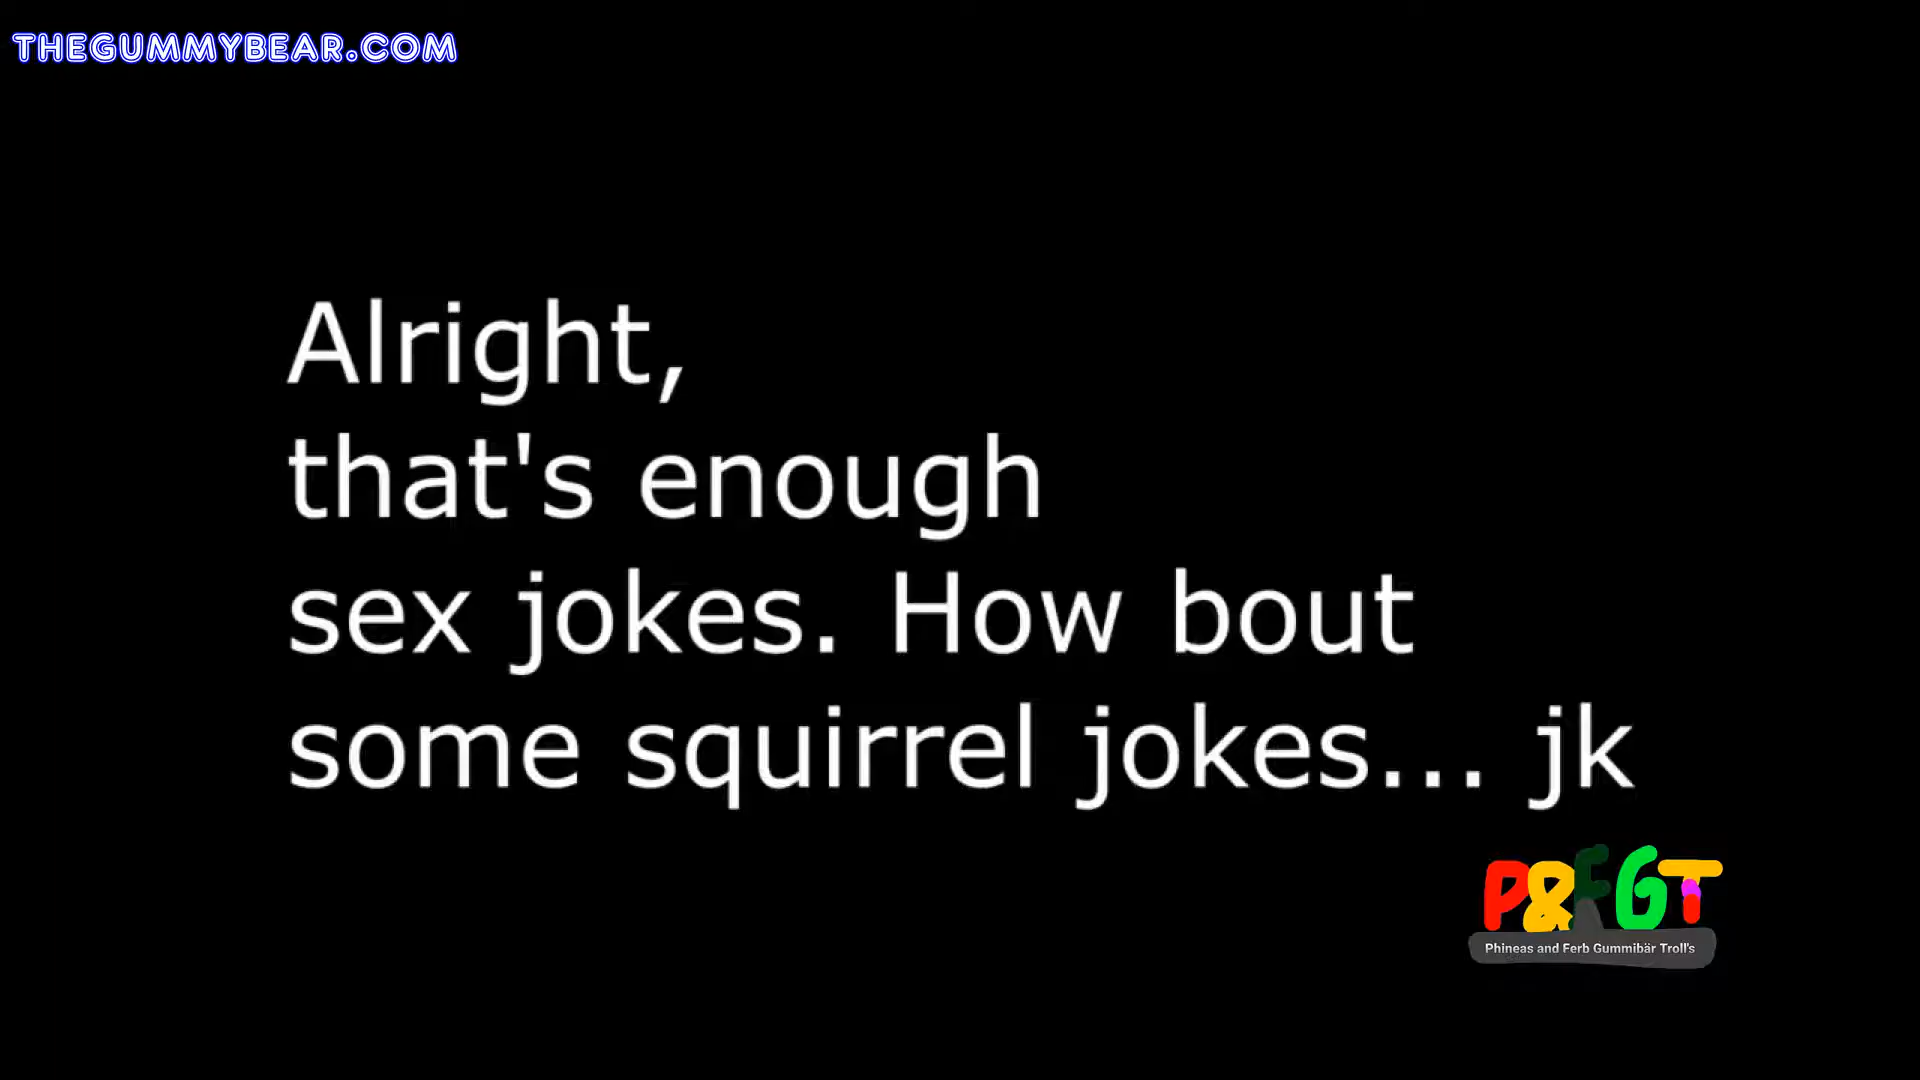 THEGUMMYBEAR.COM
Alright,
that's enough
sex jokes. How bout
some squirrel jokes... jk
P&FGT
Phineas and Ferb Gummibär Troll's